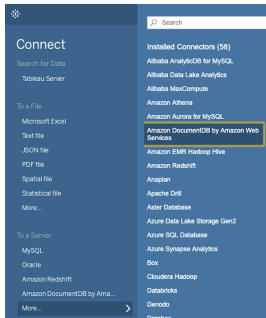 Connect
Search for Data
Tableau Server
To a File
Microsoft Excel
Text file
JSON file
PDF file
Spatial file
Statistical file
More...
To a Server
MySQL
Oracle
Amazon Redshift
Amazon DocumentDB by Ama...
More...
Search
Installed Connectors (58)
Alibaba AnalyticDB for MySQL
Alibaba Data Lake Analytics
Alibaba MaxCompute
Amazon Athena
Amazon Aurora for MySQL
Amazon DocumentDB by Amazon Web
Services
Amazon EMR Hadoop Hive
Amazon Redshift
Anaplan
Apache Drill
Aster Database
Azure Data Lake Storage Gen2
Azure SQL Database
Azure Synapse Analytics
Box
Cloudera Hadoop
Databricks
Denodo